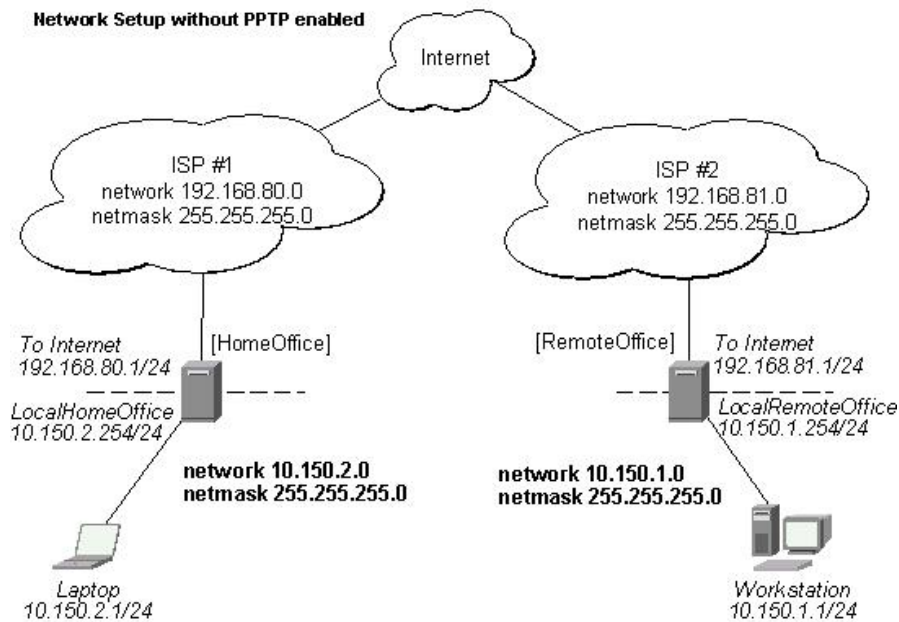 Network Setup without PPTP enabled
Internet
ISP #1
network 192.168.80.0
netmask 255.255.255.0
ISP #2
network 192.168.81.0
netmask 255.255.255.0
To Internet
192.168.80.1/24
[HomeOffice]
[RemoteOffice]
To Internet
192.168.81.1/24
LocalHomeOffice
10.150.2.254/24
LocalRemoteOffice
10.150.1.254/24
network 10.150.2.0
netmask 255.255.255.0
network 10.150.1.0
netmask 255.255.255.0
Laptop
10.150.2.1/24
Workstation
10.150.1.1/24